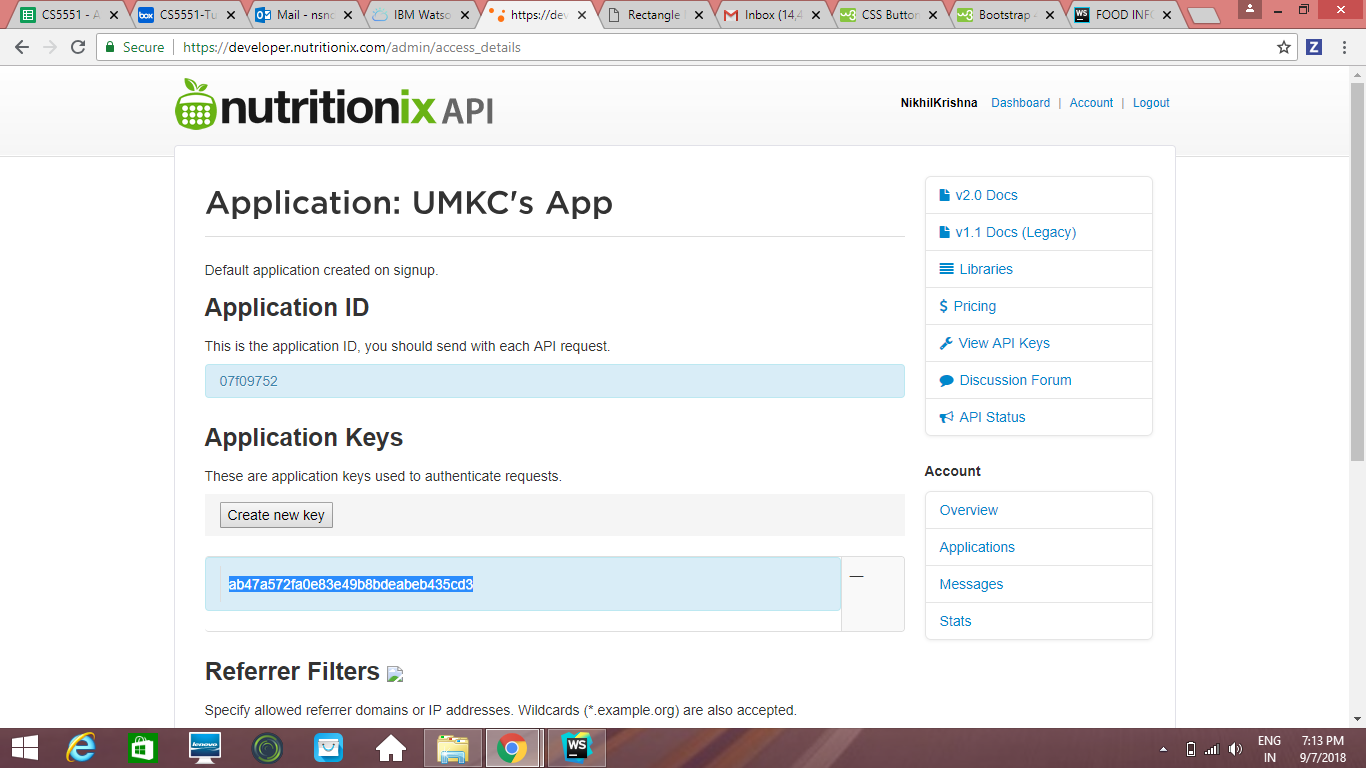 CS5551 - A
CS5551-Tu
Mail - nsnc
IBM Watso
https://dev
Rectangle
Inbox (14,4
CSS Button
Bootstrap
FOOD INFO
Secure
https://developer.nutritionix.com/admin/access_details
nutritionix API
NikhilKrishna Dashboard | Account | Logout
Application: UMKC's App
Default application created on signup.
Application ID
This is the application ID, you should send with each API request.
07f09752
Application Keys
These are application keys used to authenticate requests.
Create new key
ab47a572fa0e83e49b8bdeabeb435cd3
—
Referrer Filters
Specify allowed referrer domains or IP addresses. Wildcards (*.example.org) are also accepted.
v2.0 Docs
v1.1 Docs (Legacy)
Libraries
$ Pricing
View API Keys
Discussion Forum
API Status
Account
Overview
Applications
Messages
Stats
lenovo
WS
ENG
IN
7:13 PM
9/7/2018